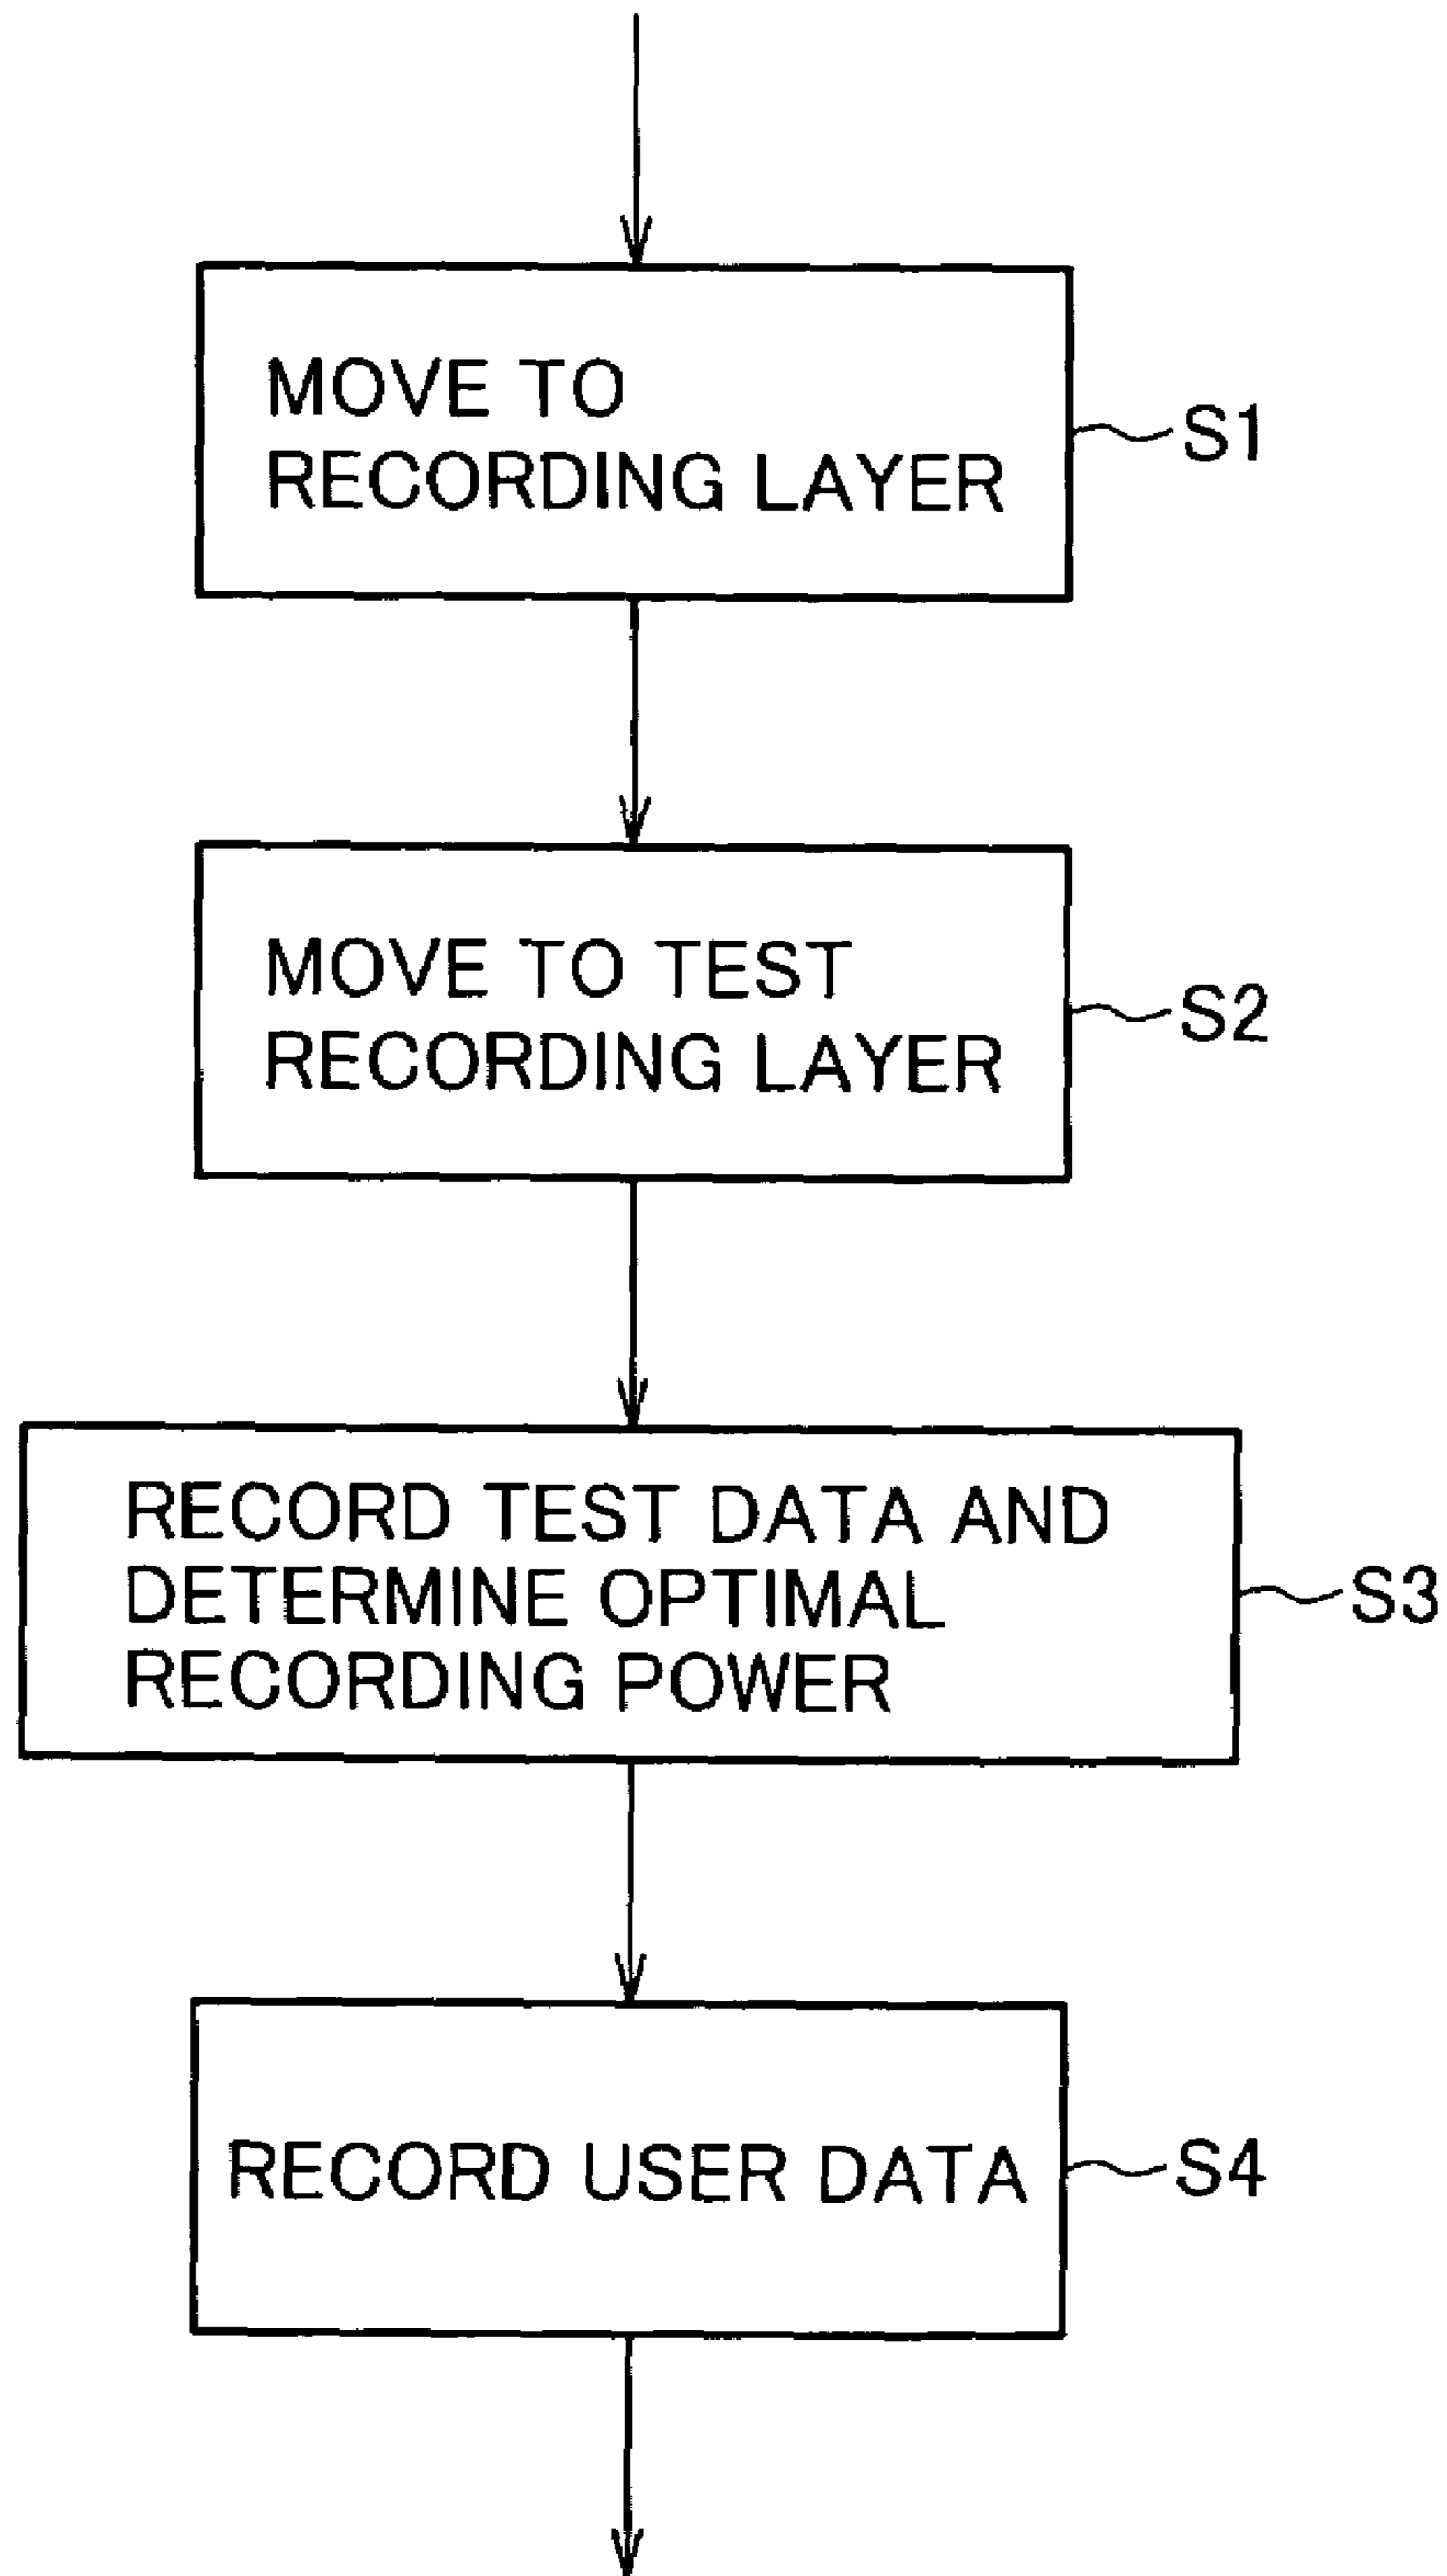 MOVE TO
RECORDING LAYER
S1
MOVE TO TEST
RECORDING LAYER
S2
RECORD TEST DATA AND
DETERMINE OPTIMAL
RECORDING POWER
S3
RECORD USER DATA
S4